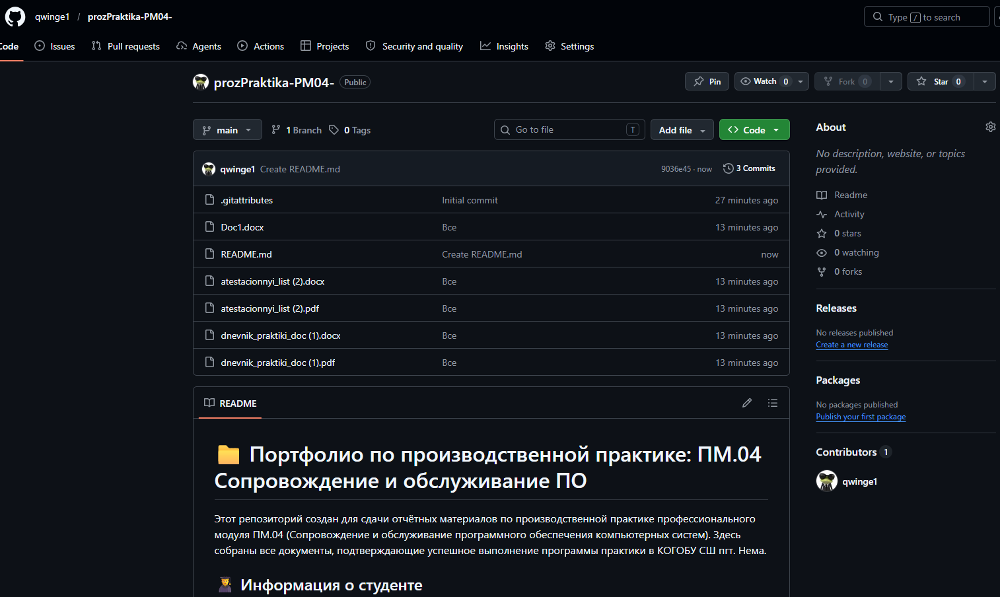 qwinge1 / prozPraktika-PM04-
Type / to search
Code Issues Pull requests Agents Actions Projects Security and quality Insights Settings
prozPraktika-PM04- Public
Pin Watch 0 Fork 0 Star 0
main 1 Branch 0 Tags Go to file T Add file Code
qwinge1 Create README.md 9036e45 · now 3 Commits
.gitattributes Initial commit 27 minutes ago
Doc1.docx Все 13 minutes ago
README.md Create README.md now
atestacionnyi_list (2).docx Все 13 minutes ago
atestacionnyi_list (2).pdf Все 13 minutes ago
dnevnik_praktiki_doc (1).docx Все 13 minutes ago
dnevnik_praktiki_doc (1).pdf Все 13 minutes ago
README
Портфолио по производственной практике: ПМ.04
Сопровождение и обслуживание ПО
Этот репозиторий создан для сдачи отчётных материалов по производственной практике профессионального
модуля ПМ.04 (Сопровождение и обслуживание программного обеспечения компьютерных систем). Здесь
собраны все документы, подтверждающие успешное выполнение программы практики в КОГОБУ СШ пгт. Нема.
Информация о студенте
About
No description, website, or topics
provided.
Readme
Activity
0 stars
0 watching
0 forks
Releases
No releases published
Create a new release
Packages
No packages published
Publish your first package
Contributors 1
qwinge1